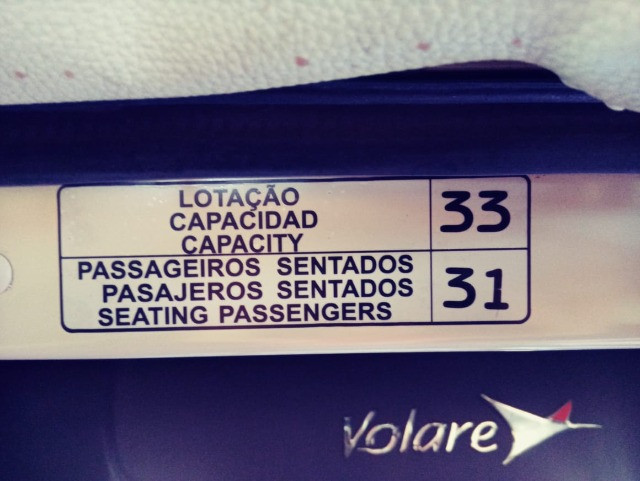 LOTAÇÃO
CAPACIDAD
CAPACITY
33
PASSAGEIROS SENTADOS
PASAJEROS SENTADOS
SEATING PASSENGERS
31
Volare